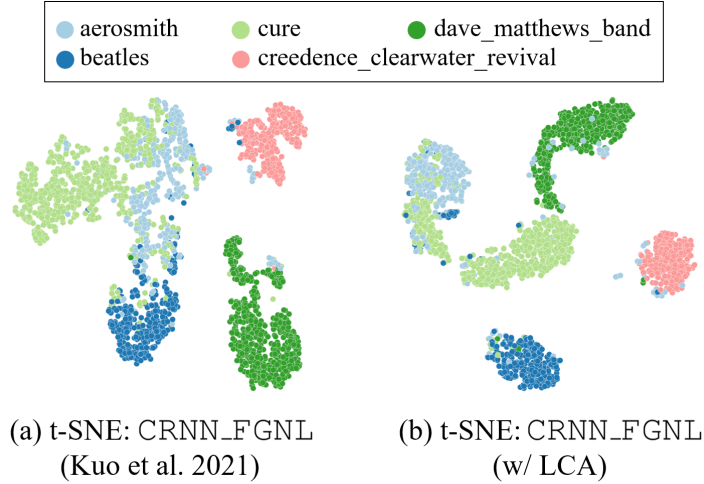 aerosmith cure dave_matthews_band
beatles creedence_clearwater_revival
(a) t-SNE: CRNN_FGNL
(Kuo et al. 2021)
(b) t-SNE: CRNN_FGNL
(w/ LCA)